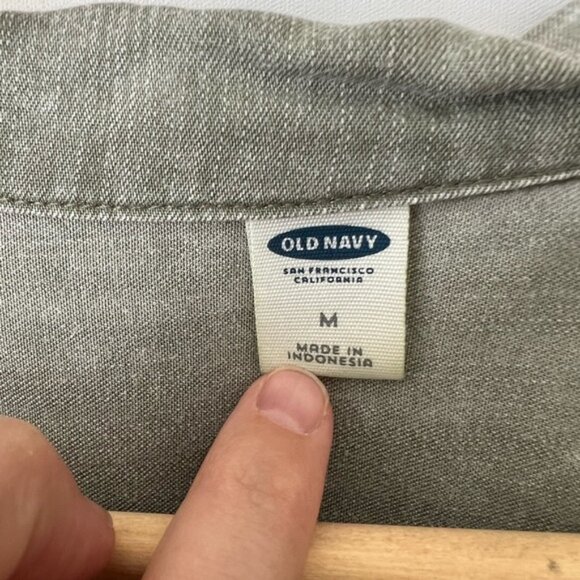 OLD NAVY
SAN FRANCISCO
CALIFORNIA
M
MADE IN
INDONESIA